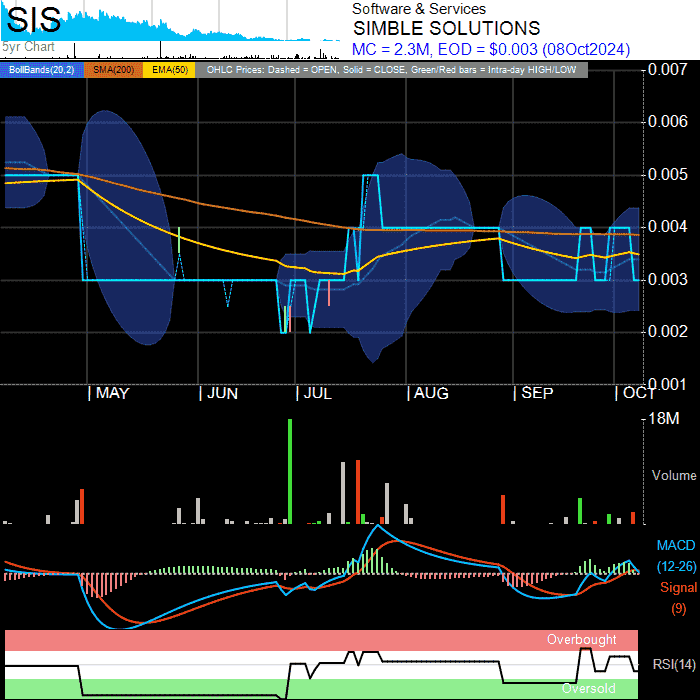 SIS
5yr Chart
Software & Services
SIMBLE SOLUTIONS
MC = 2.3M, EOD = $0.003 (08Oct2024)
BollBands(20,2) SMA(200) EMA(50) OHLC Prices: Dashed = OPEN, Solid = CLOSE, Green/Red bars = Intra-day HIGH/LOW
0.007
0.006
0.005
0.004
0.003
0.002
0.001
MAY JUN JUL AUG SEP OCT
18M
Volume
MACD
(12-26)
Signal
(9)
Overbought
RSI(14)
Oversold